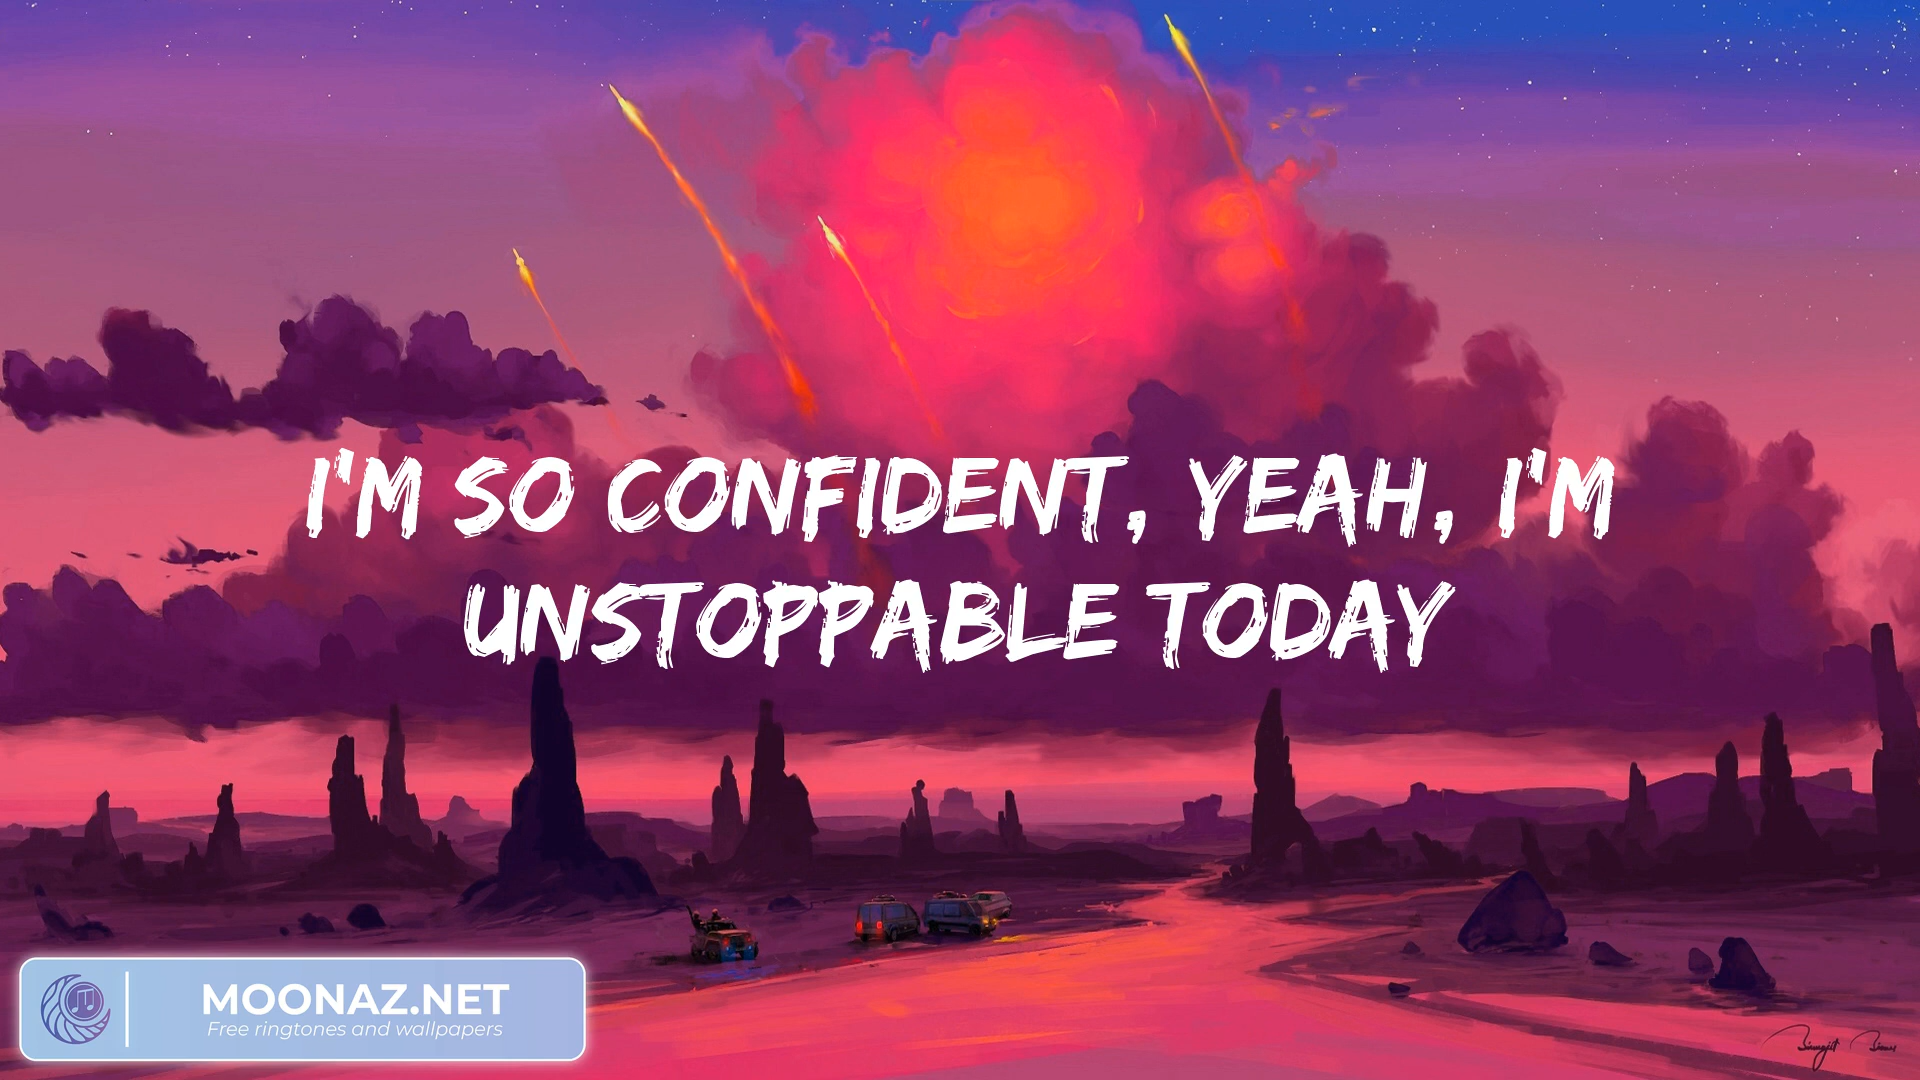 I'M SO CONFIDENT, YEAH, I'M
UNSTOPPABLE TODAY
MOONAZ.NET
Free ringtones and wallpapers